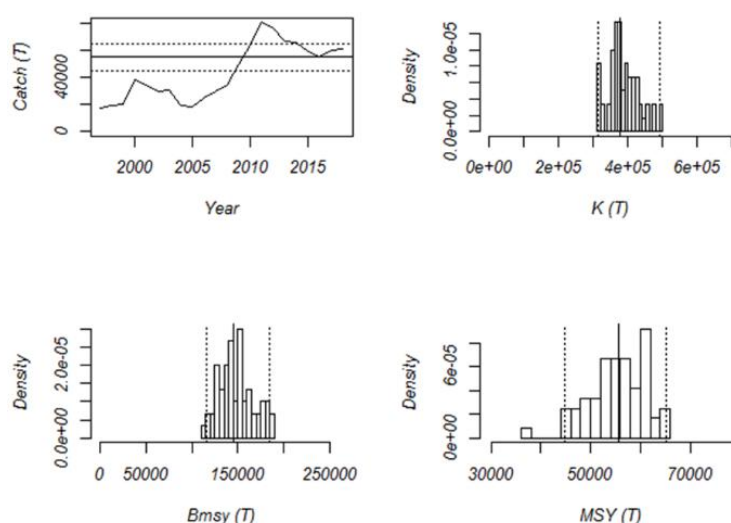 Catch (T)
0
40000
2000
2005
2010
2015
Year
Density
0.0e+00
1.0e-05
0e+00
2e+05
4e+05
6e+05
K (T)
Density
0.0e+00
2.0e-05
0
50000
150000
250000
Bmsy (T)
Density
0e+00
6e-05
30000
50000
70000
MSY (T)